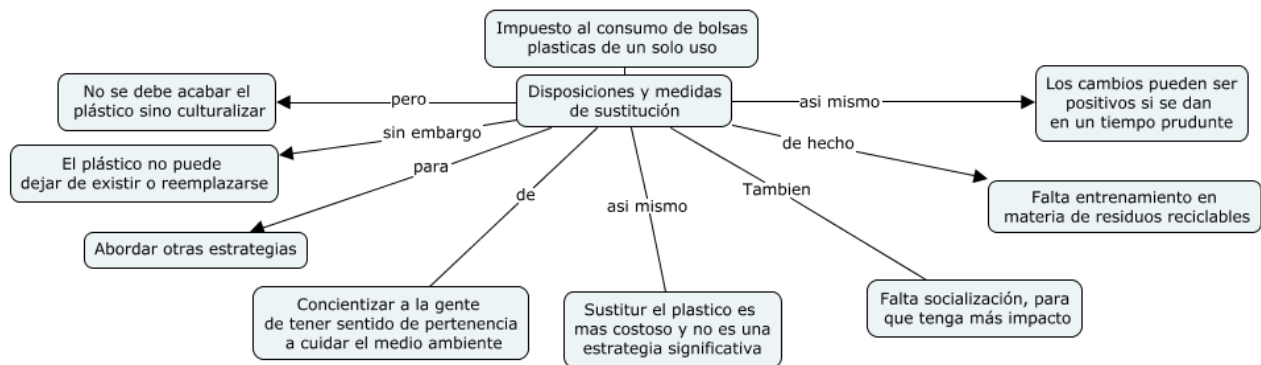 Impuesto al consumo de bolsas
plasticas de un solo uso
Disposiciones y medidas
de sustitución
pero
No se debe acabar el
plástico sino culturalizar
sin embargo
El plástico no puede
dejar de existir o reemplazarse
para
Abordar otras estrategias
de
Concientizar a la gente
de tener sentido de pertenencia
a cuidar el medio ambiente
asi mismo
Sustitur el plastico es
mas costoso y no es una
estrategia significativa
Tambien
Falta socialización, para
que tenga más impacto
de hecho
Falta entrenamiento en
materia de residuos reciclables
asi mismo
Los cambios pueden ser
positivos si se dan
en un tiempo prudunte